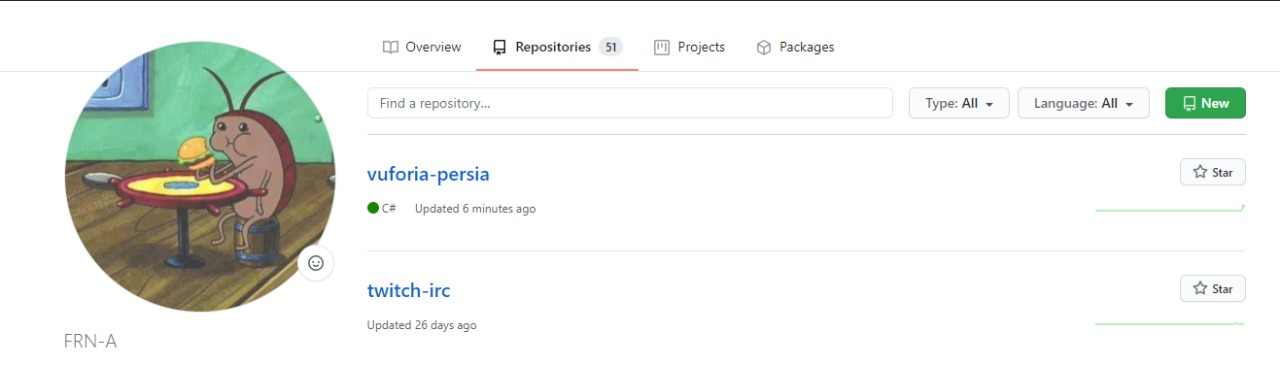 Overview Repositories 51 Projects Packages
Find a repository... Type: All Language: All New
vuforia-persia Star
C# Updated 6 minutes ago
twitch-irc Star
Updated 26 days ago
FRN-A